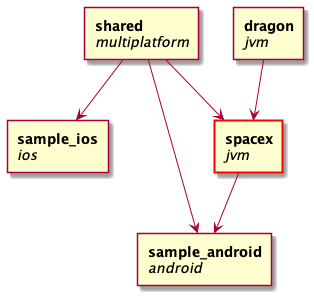 shared
multiplatform
dragon
jvm
sample_ios
ios
spacex
jvm
sample_android
android